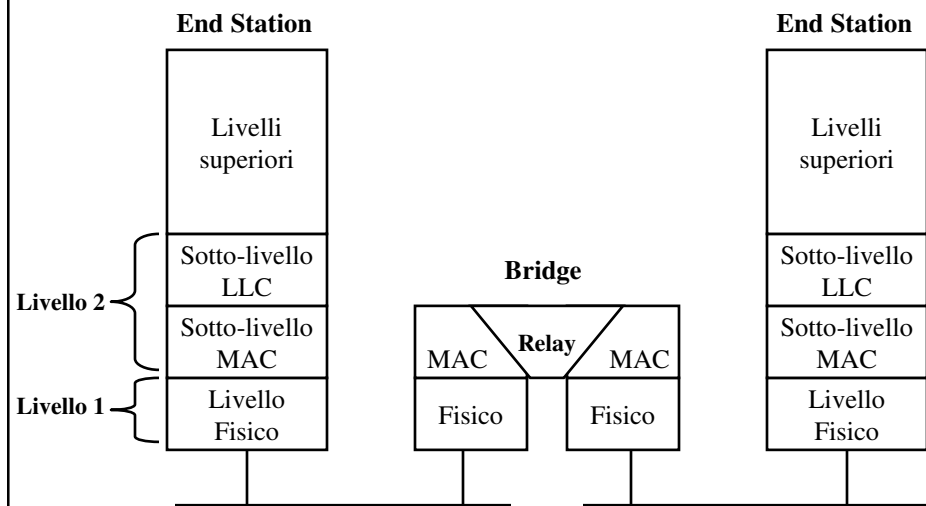 End Station
End Station
Livelli
superiori
Livelli
superiori
Sotto-livello
LLC
Sotto-livello
LLC
Bridge
Livello 2
Sotto-livello
MAC
MAC
Relay
MAC
Sotto-livello
MAC
Livello 1
Livello
Fisico
Fisico
Fisico
Livello
Fisico